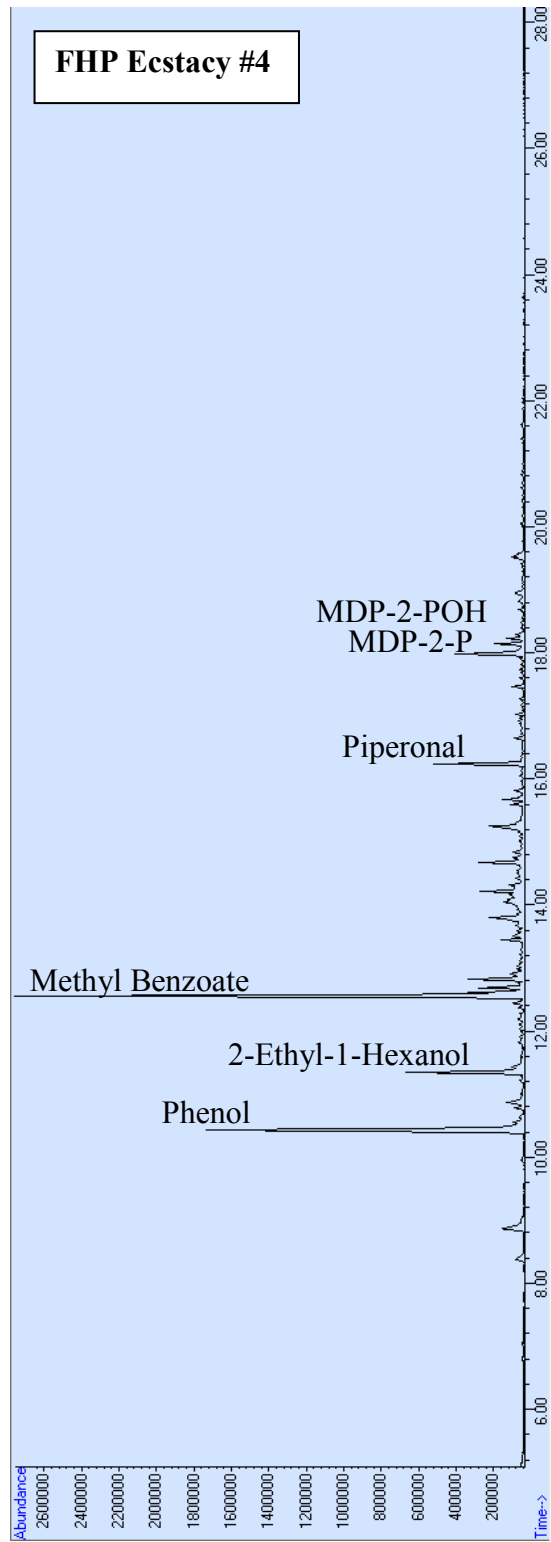 FHP Ecstacy #4
Abundance
2600000
2400000
2200000
2000000
1800000
1600000
1400000
1200000
1000000
800000
600000
400000
200000
Methyl Benzoate
Phenol
2-Ethyl-1-Hexanol
Piperonal
MDP-2-POH
MDP-2-P
Time-->
6.00
8.00
10.00
12.00
14.00
16.00
18.00
20.00
22.00
24.00
26.00
28.00